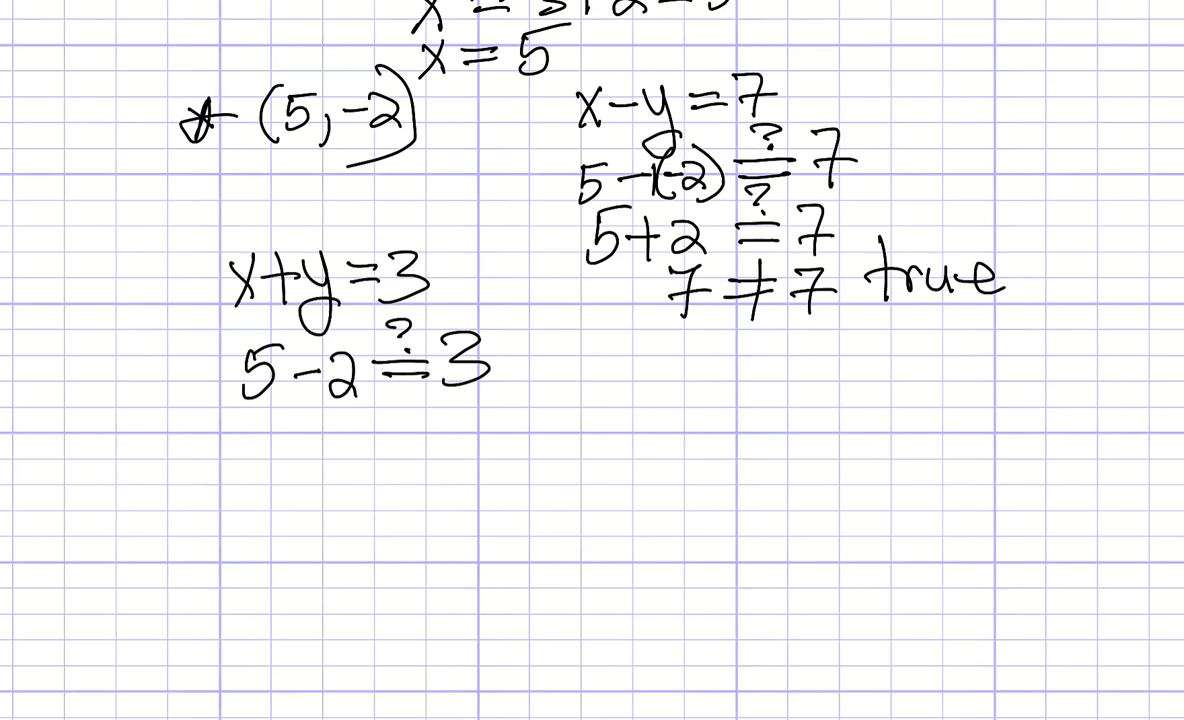 x = 5
(5, -2)
x - y = 7
5 - (-2) ≟ 7
5 + 2 ≟ 7
7 ≠ 7 true
x + y = 3
5 - 2 ≟ 3